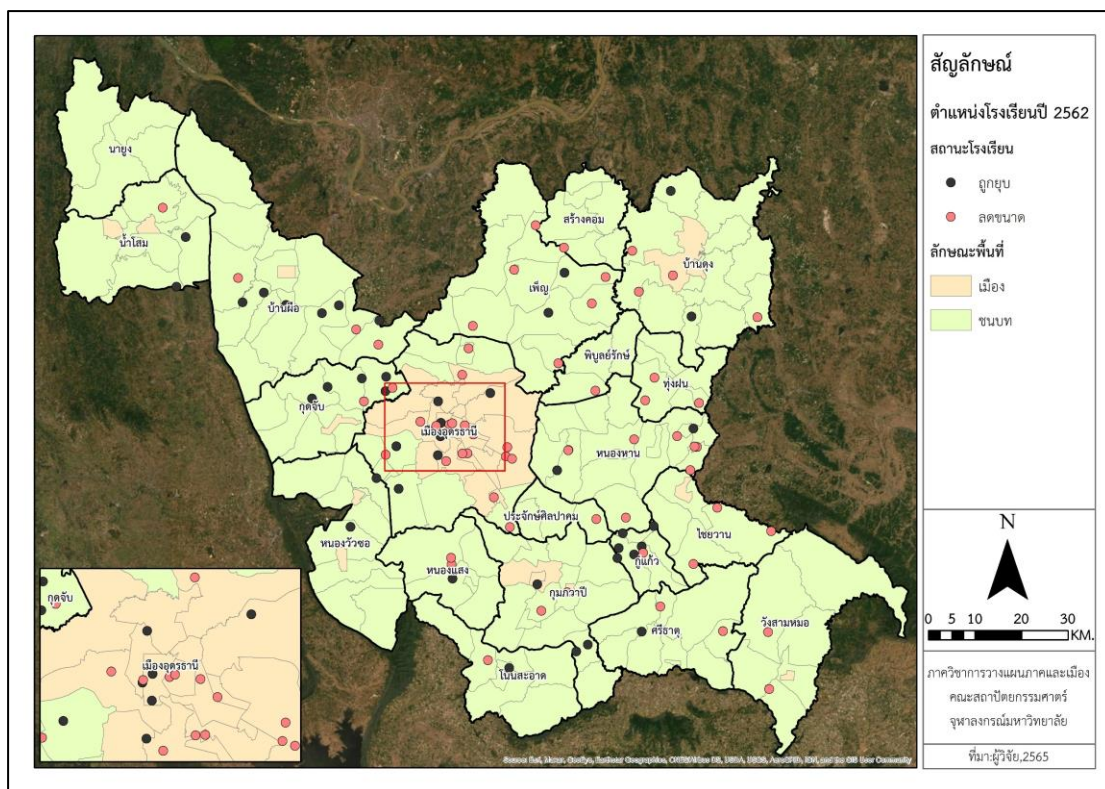 สัญลักษณ์
ตำแหน่งโรงเรียนปี 2562
สถานะโรงเรียน
ถูกยุบ
ลดขนาด
ลักษณะพื้นที่
เมือง
ชนบท
นายูง
น้ำโสม
บ้านผือ
สร้างคอม
เพ็ญ
บ้านดุง
พิบูลย์รักษ์
ทุ่งฝน
กุดจับ
เมืองอุดรธานี
หนองหาน
ประจักษ์ศิลปาคม
ไชยวาน
หนองวัวซอ
หนองแสง
กุมภวาปี
กู่แก้ว
ศรีธาตุ
วังสามหมอ
โนนสะอาด
กุดจับ
เมืองอุดรธานี
N
0 5 10 20 30
KM.
ภาควิชาการวางแผนภาคและเมือง
คณะสถาปัตยกรรมศาตร์
จุฬาลงกรณ์มหาวิทยาลัย
ที่มา:ผู้วิจัย,2565